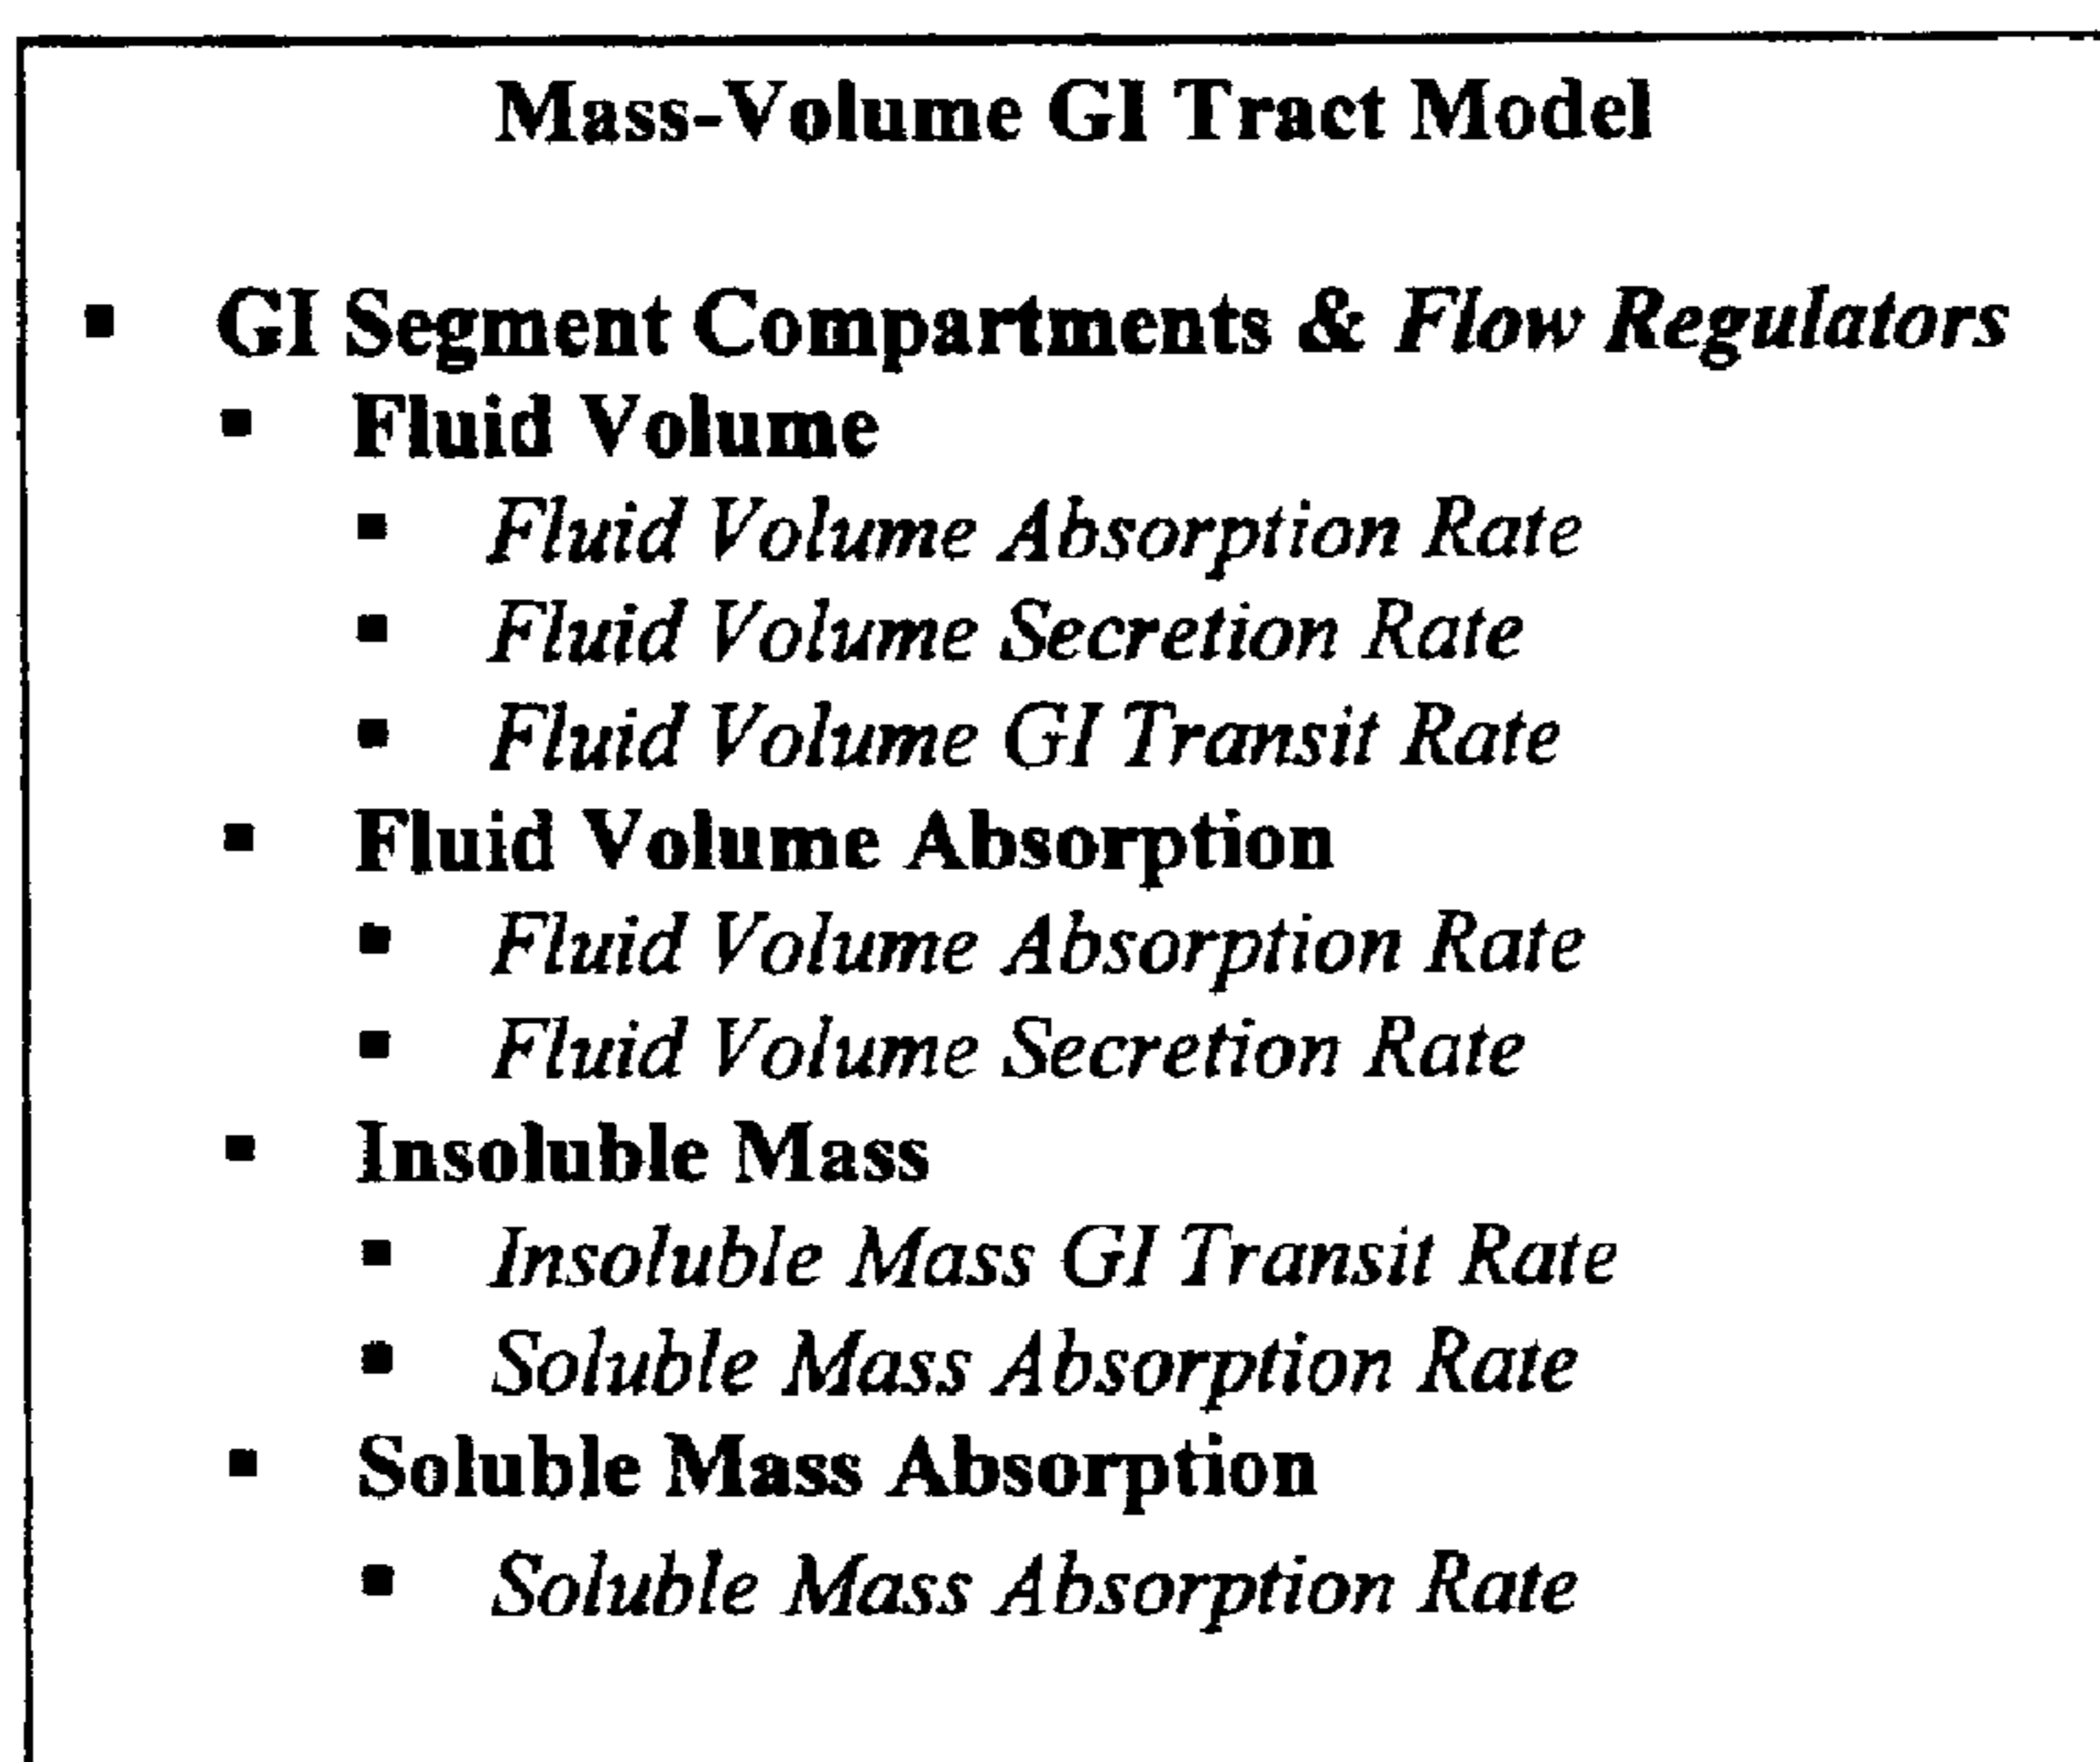 Mass-Volume GI Tract Model
▪ GI Segment Compartments & Flow Regulators
▪ Fluid Volume
▪ Fluid Volume Absorption Rate
▪ Fluid Volume Secretion Rate
▪ Fluid Volume GI Transit Rate
▪ Fluid Volume Absorption
▪ Fluid Volume Absorption Rate
▪ Fluid Volume Secretion Rate
▪ Insoluble Mass
▪ Insoluble Mass GI Transit Rate
▪ Soluble Mass Absorption Rate
▪ Soluble Mass Absorption
▪ Soluble Mass Absorption Rate